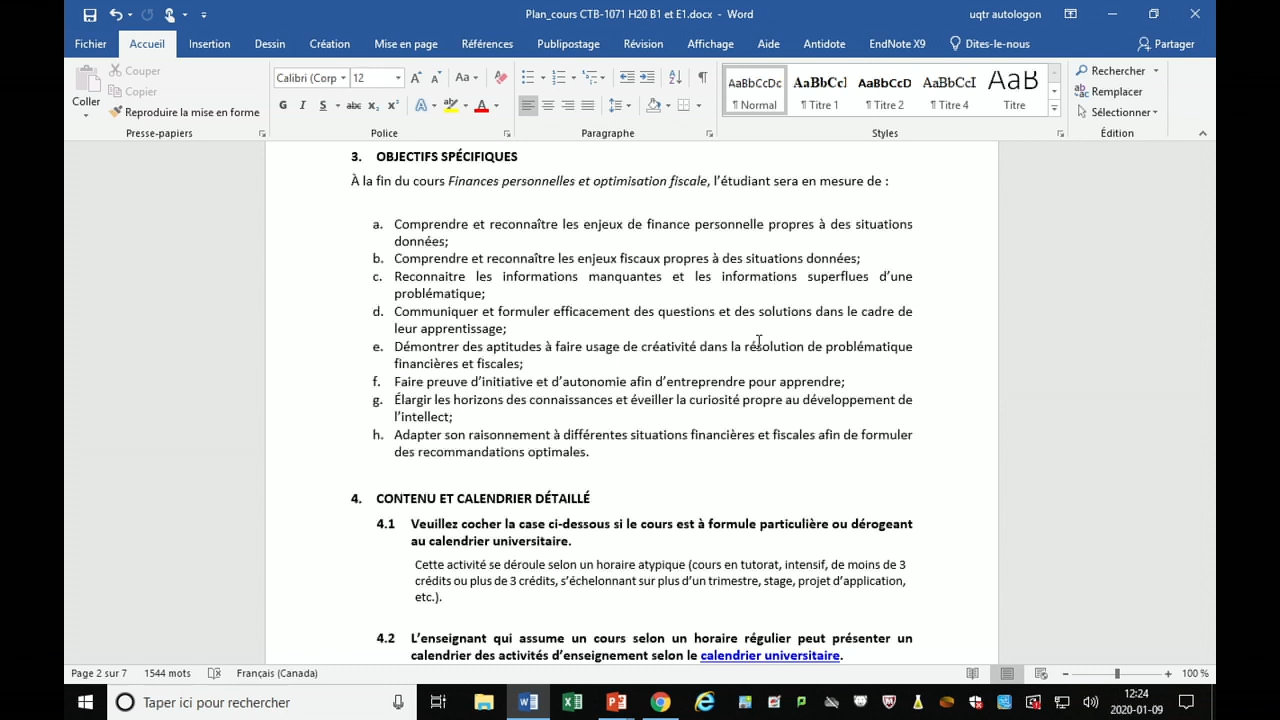 Plan_cours CTB-1071 H20 B1 et E1.docx - Word
uqtr autologon
Fichier Accueil Insertion Dessin Création Mise en page Références Publipostage Révision Affichage Aide Antidote EndNote X9 Dites-le-nous Partager
Coller
Couper
Copier
Reproduire la mise en forme
Presse-papiers
Calibri (Corp 12
Police
Paragraphe
AaBbCcDc AaBbCcI AaBbCcD AaBbCcI AaB
¶ Normal ¶ Titre 1 ¶ Titre 2 ¶ Titre 4 Titre
Styles
Rechercher
Remplacer
Sélectionner
Édition
3. OBJECTIFS SPÉCIFIQUES
À la fin du cours Finances personnelles et optimisation fiscale, l’étudiant sera en mesure de :
a. Comprendre et reconnaître les enjeux de finance personnelle propres à des situations
données;
b. Comprendre et reconnaître les enjeux fiscaux propres à des situations données;
c. Reconnaitre les informations manquantes et les informations superflues d’une
problématique;
d. Communiquer et formuler efficacement des questions et des solutions dans le cadre de
leur apprentissage;
e. Démontrer des aptitudes à faire usage de créativité dans la résolution de problématique
financières et fiscales;
f. Faire preuve d’initiative et d’autonomie afin d’entreprendre pour apprendre;
g. Élargir les horizons des connaissances et éveiller la curiosité propre au développement de
l’intellect;
h. Adapter son raisonnement à différentes situations financières et fiscales afin de formuler
des recommandations optimales.
4. CONTENU ET CALENDRIER DÉTAILLÉ
4.1 Veuillez cocher la case ci-dessous si le cours est à formule particulière ou dérogeant
au calendrier universitaire.
Cette activité se déroule selon un horaire atypique (cours en tutorat, intensif, de moins de 3
crédits ou plus de 3 crédits, s’échelonnant sur plus d’un trimestre, stage, projet d’application,
etc.).
4.2 L’enseignant qui assume un cours selon un horaire régulier peut présenter un
calendrier des activités d’enseignement selon le calendrier universitaire.
Page 2 sur 7 1544 mots Français (Canada) 100 %
Taper ici pour rechercher
12:24
2020-01-09